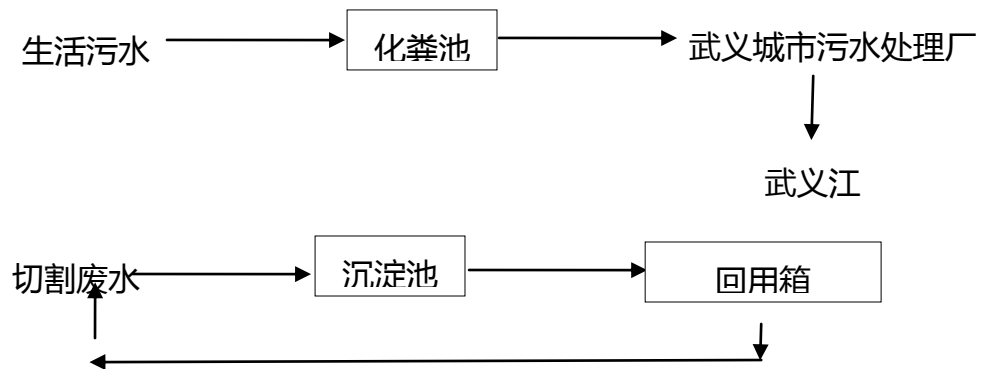 生活污水
化粪池
武义城市污水处理厂
武义江
切割废水
沉淀池
回用箱